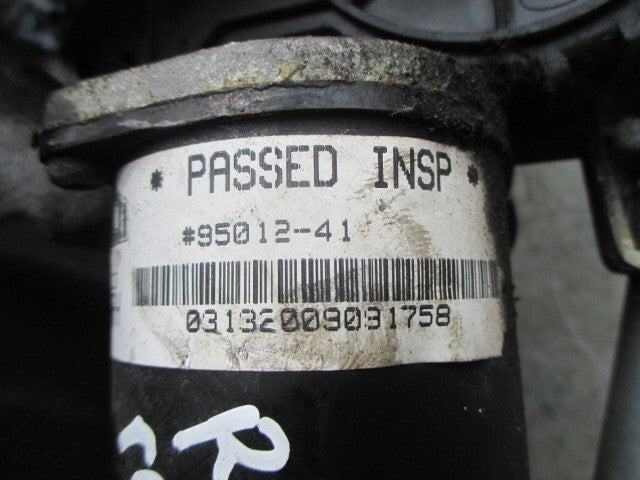 * PASSED INSP *
#95012-41
03132009091758
R